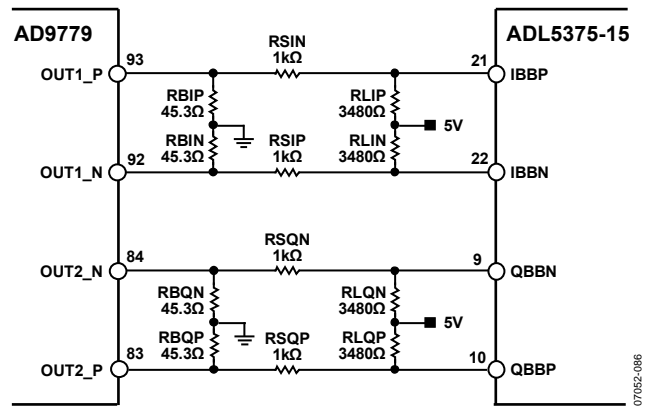 AD9779
ADL5375-15
93
RSIN
1kΩ
21
OUT1_P
IBBP
RBIP
45.3Ω
RLIP
3480Ω
5V
RBIN
45.3Ω
RSIP
1kΩ
RLIN
3480Ω
92
22
OUT1_N
IBBN
84
RSQN
1kΩ
9
OUT2_N
QBBN
RBQN
45.3Ω
RLQN
3480Ω
5V
RBQP
45.3Ω
RSQP
1kΩ
RLQP
3480Ω
83
10
OUT2_P
QBBP
07052-086